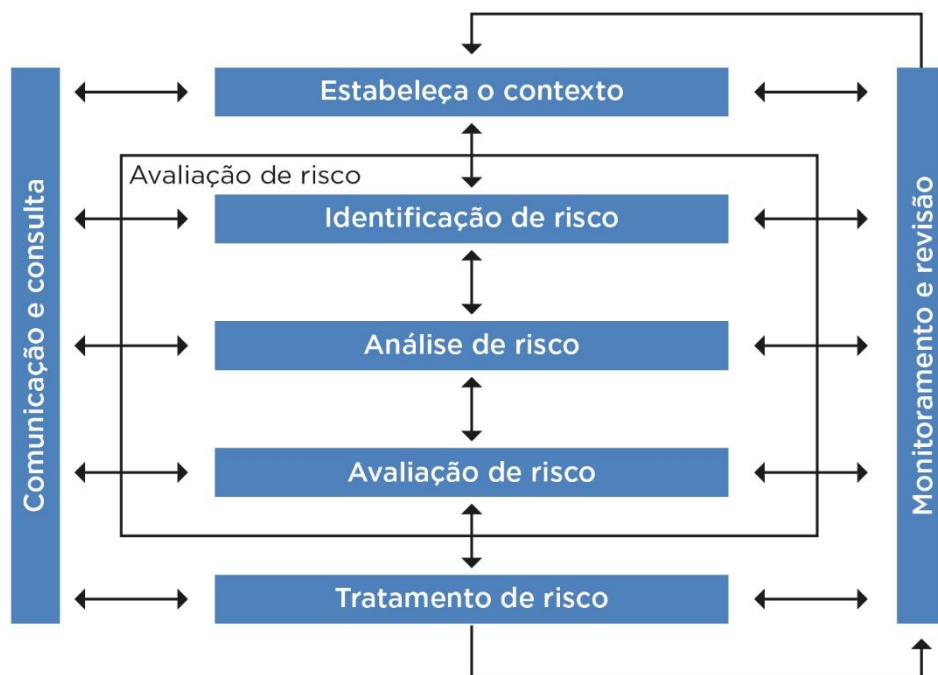 Estabeleça o contexto
Avaliação de risco
Identificação de risco
Análise de risco
Avaliação de risco
Tratamento de risco
Comunicação e consulta
Monitoramento e revisão